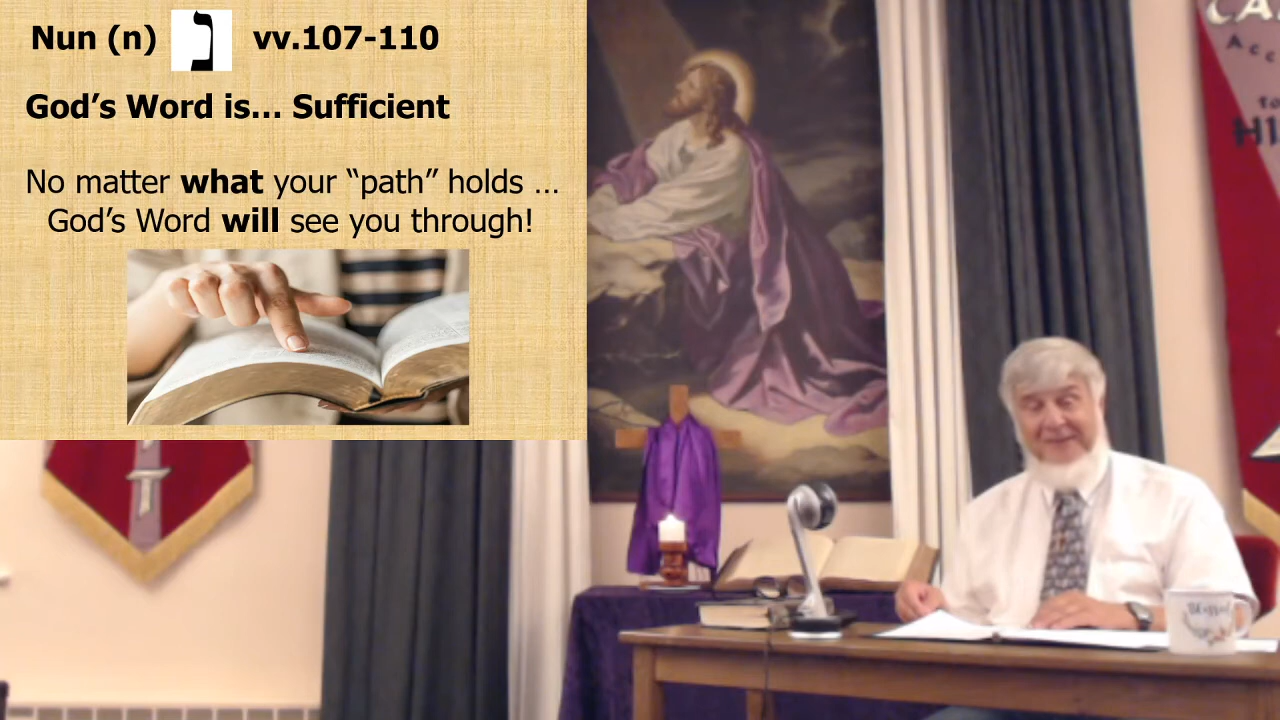 Nun (n) נ vv.107-110
God’s Word is... Sufficient
No matter what your “path” holds ...
God’s Word will see you through!
Blessed